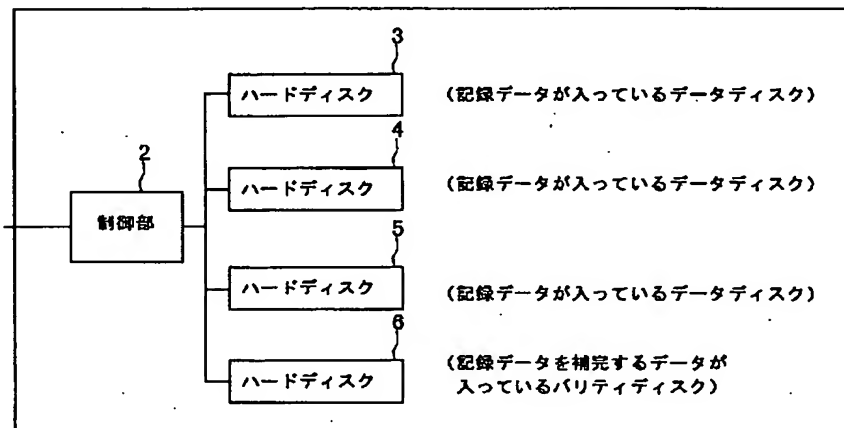 3
ハードディスク (記録データが入っているデータディスク)
4
ハードディスク (記録データが入っているデータディスク)
2
制御部
5
ハードディスク (記録データが入っているデータディスク)
6
ハードディスク (記録データを補完するデータが
入っているパリティディスク)